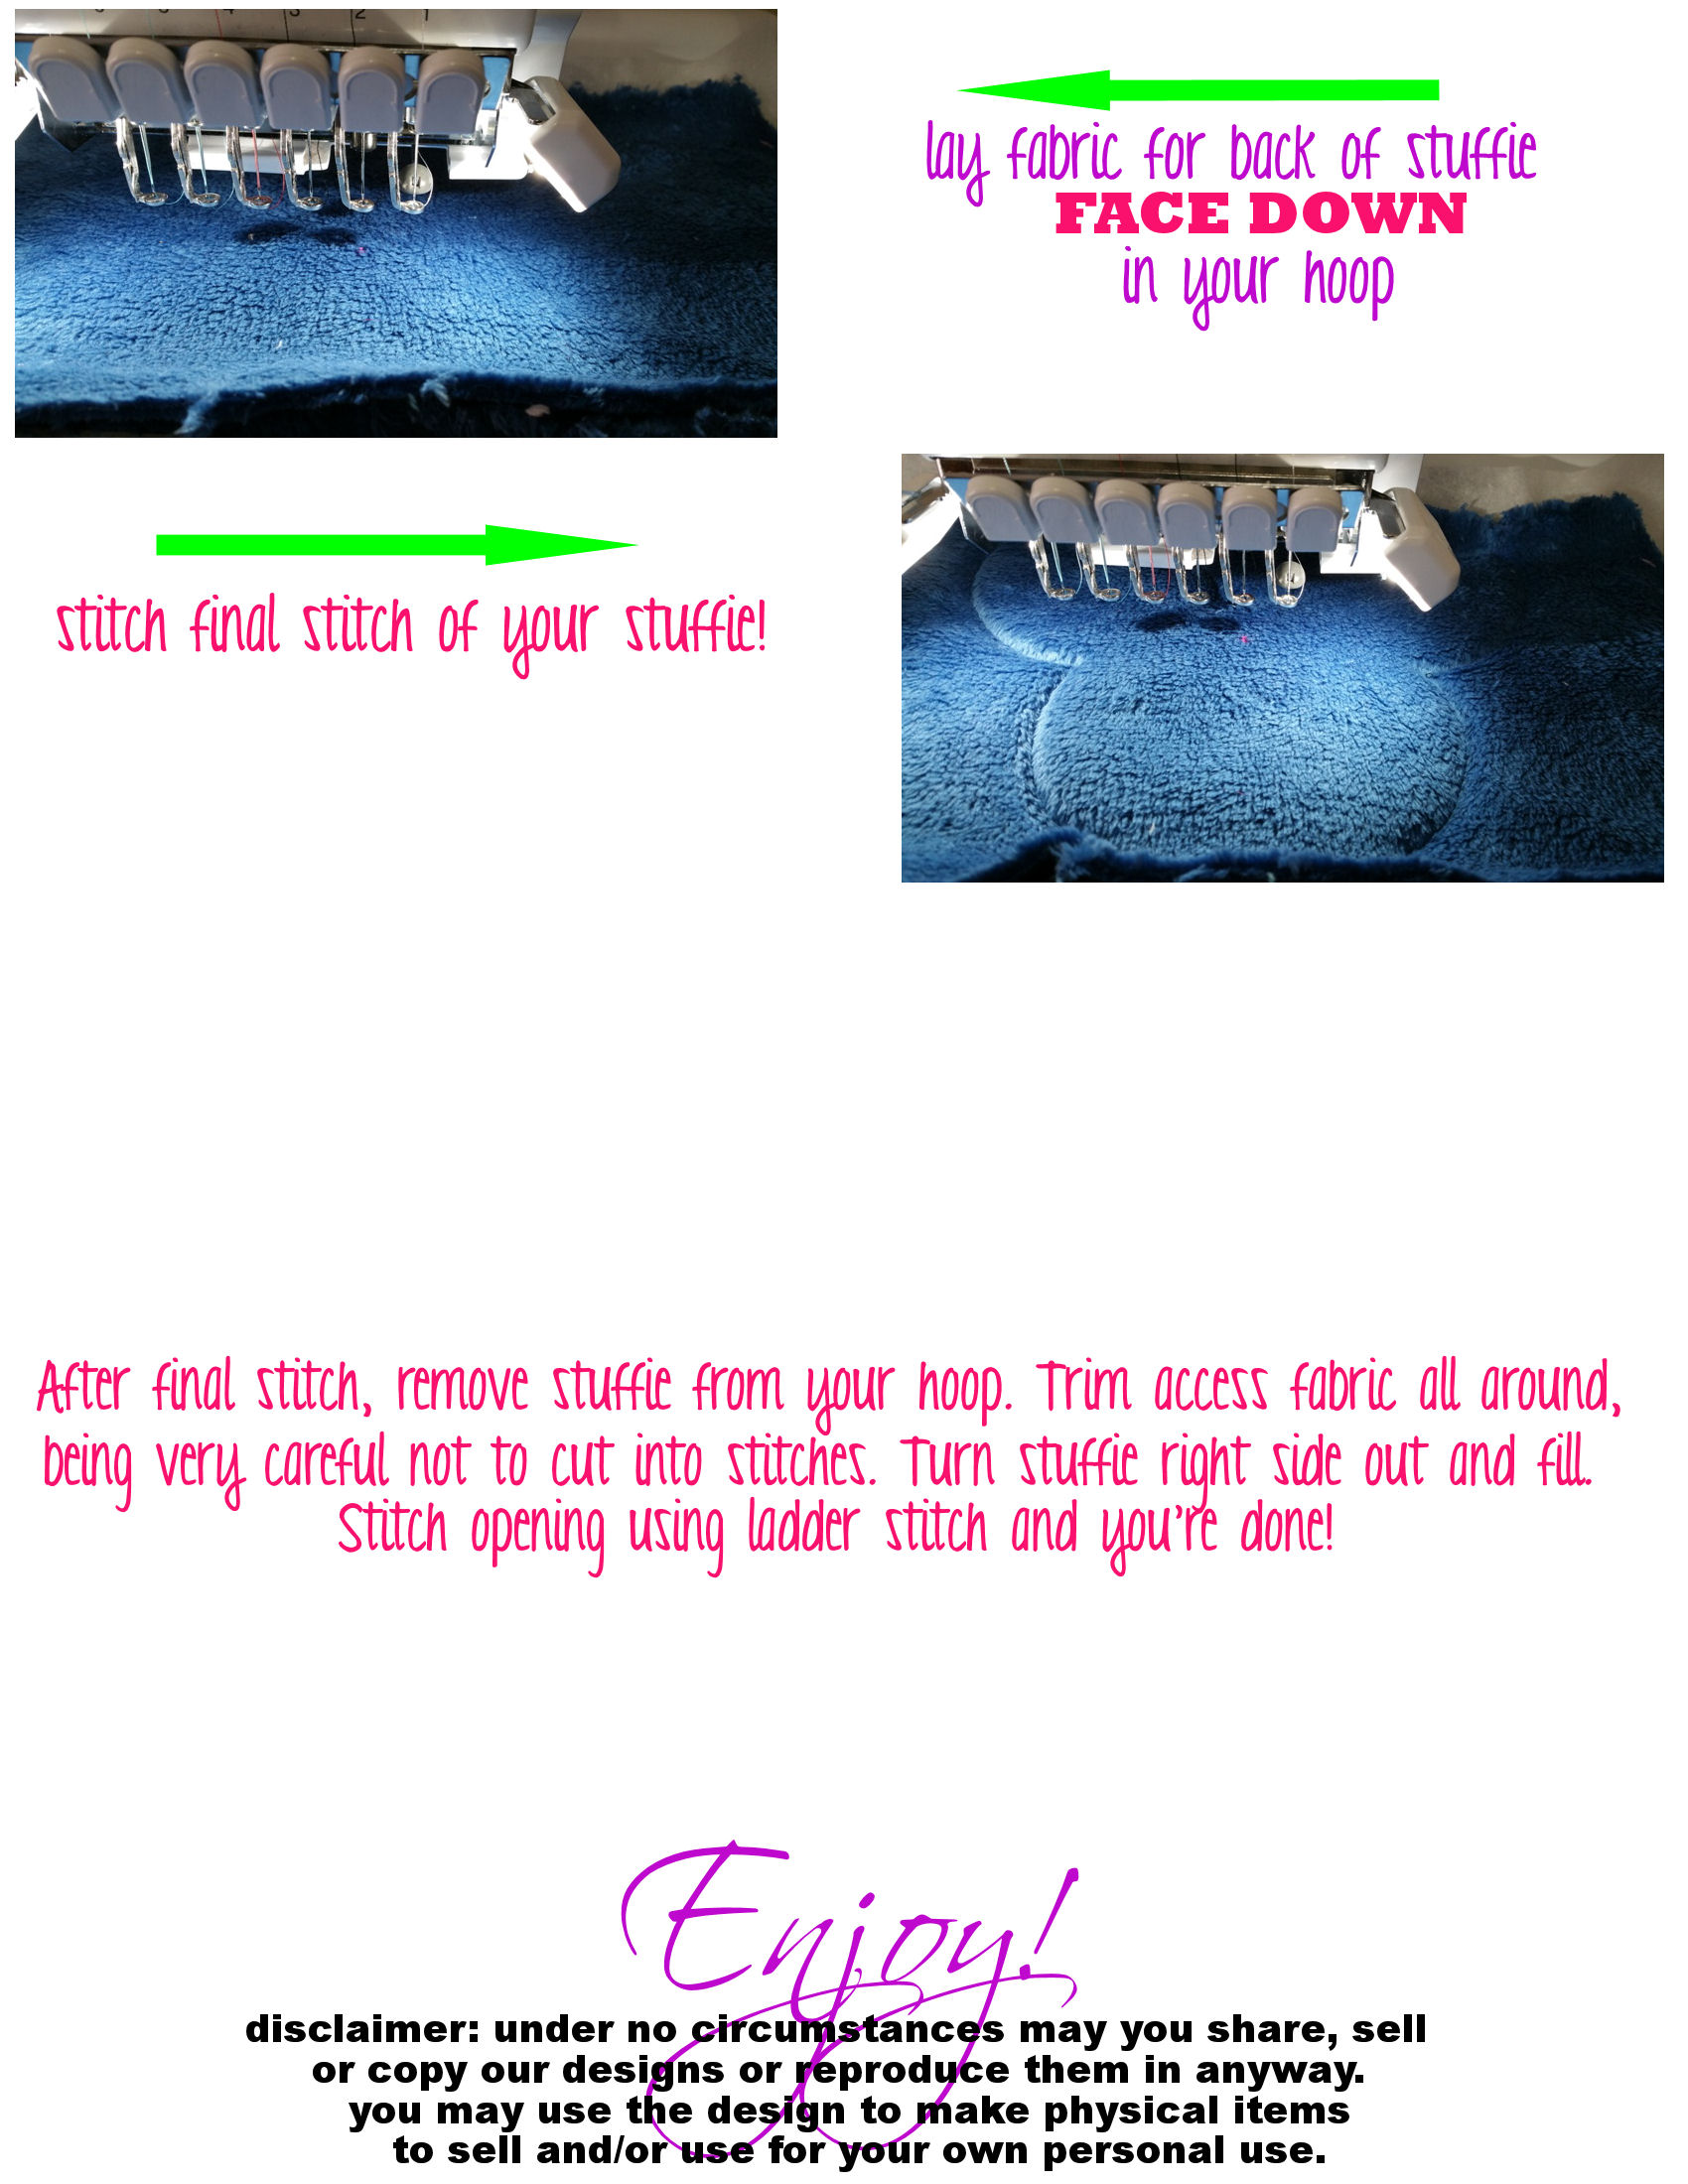 lay fabric for back of stuffie
FACE DOWN
in your hoop
stitch final stitch of your stuffie!
After final stitch, remove stuffie from your hoop. Trim access fabric all around,
being very careful not to cut into stitches. Turn stuffie right side out and fill.
Stitch opening using ladder stitch and you're done!
Enjoy!
disclaimer: under no circumstances may you share, sell
or copy our designs or reproduce them in anyway.
you may use the design to make physical items
to sell and/or use for your own personal use.